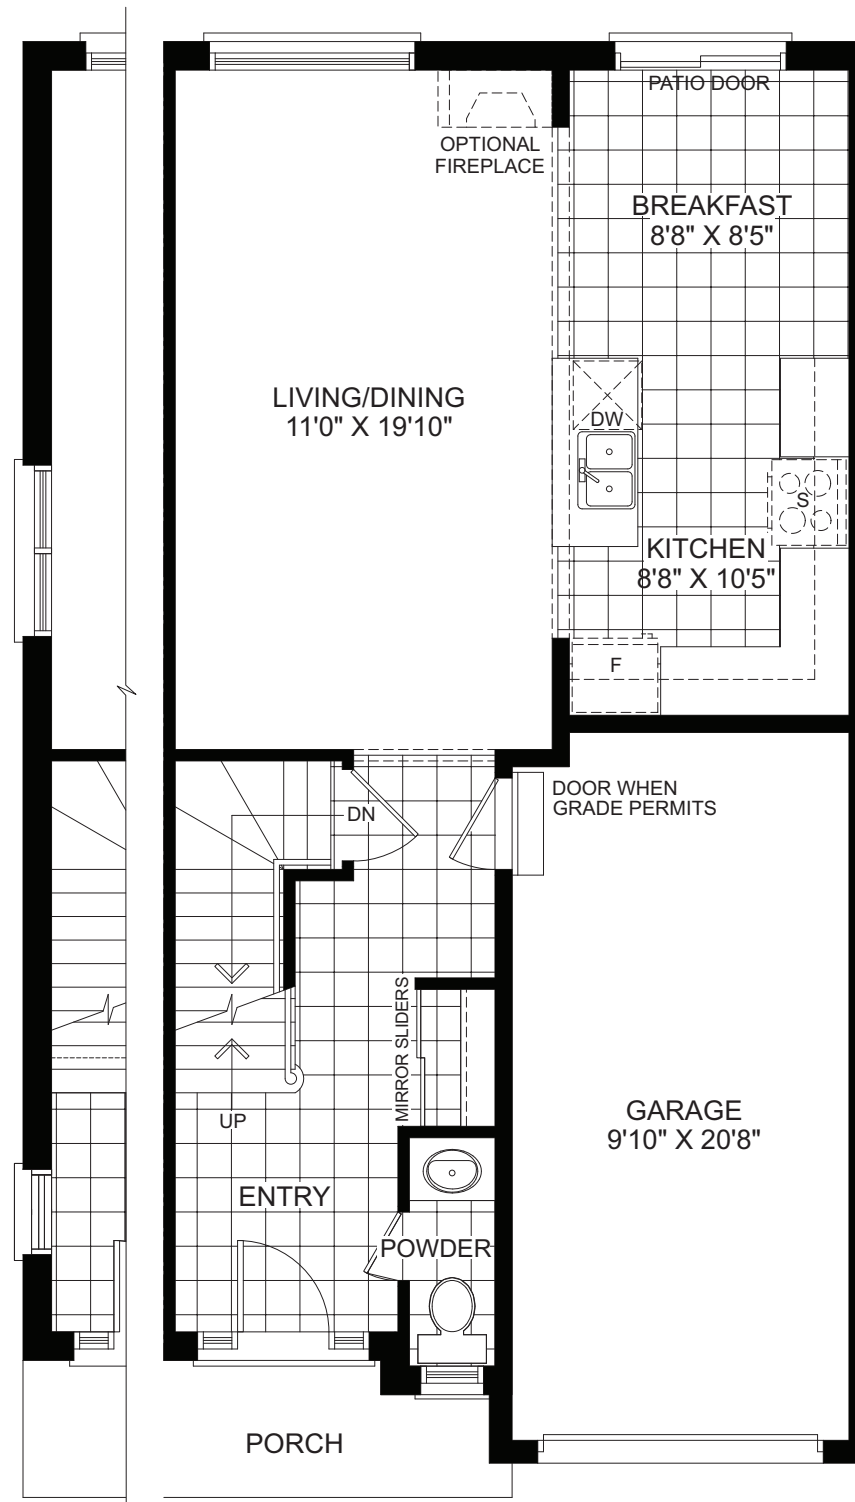 PATIO DOOR
OPTIONAL
FIREPLACE
BREAKFAST
8'8" X 8'5"
LIVING/DINING
11'0" X 19'10"
DW
S
KITCHEN
8'8" X 10'5"
F
DOOR WHEN
GRADE PERMITS
DN
MIRROR SLIDERS
UP
GARAGE
9'10" X 20'8"
ENTRY
POWDER
PORCH